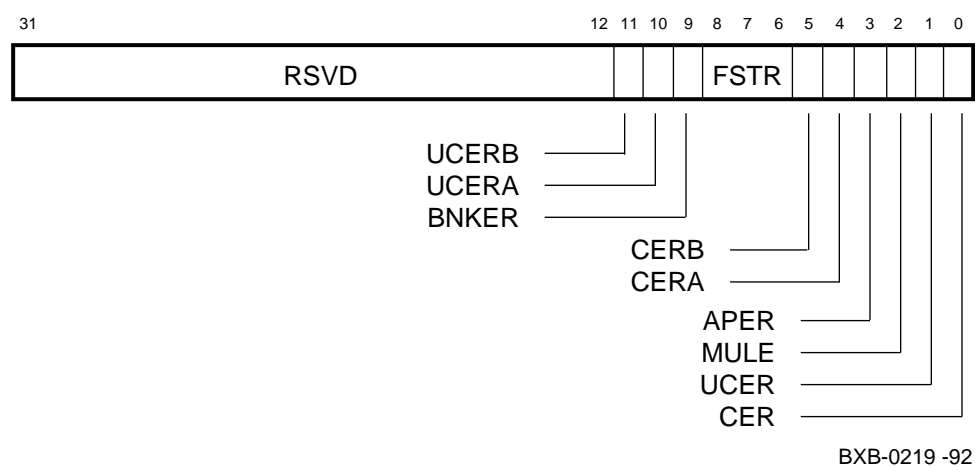 31 12 11 10 9 8 7 6 5 4 3 2 1 0
RSVD FSTR
UCERB
UCERA
BNKER
CERB
CERA
APER
MULE
UCER
CER
BXB-0219 -92